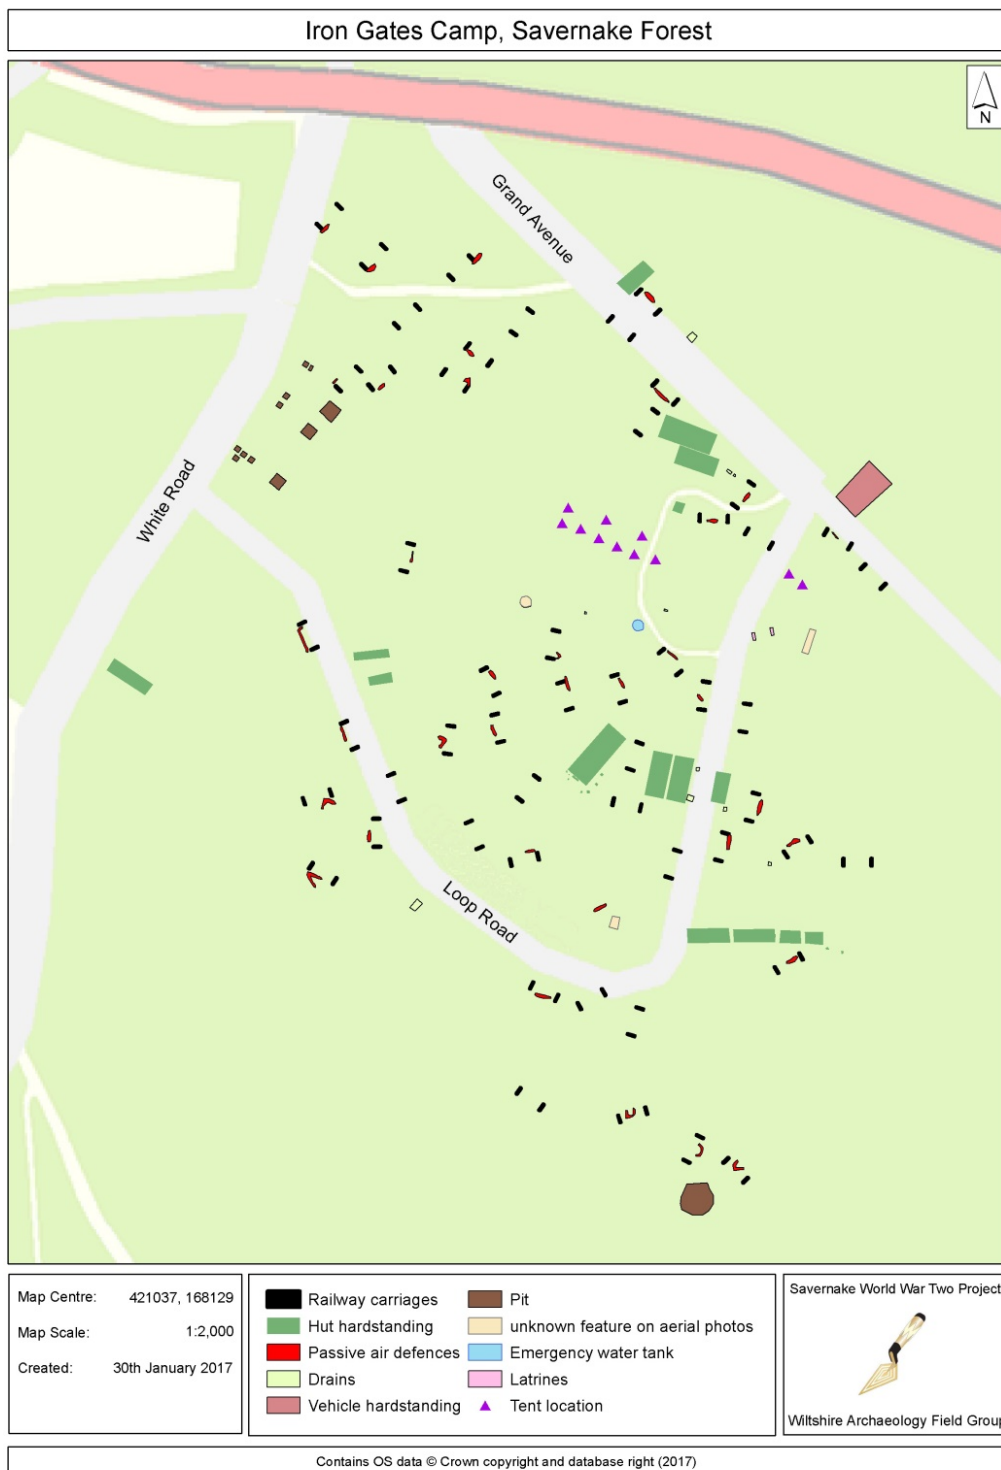 Iron Gates Camp, Savernake Forest
N
Grand Avenue
White Road
Loop Road
Map Centre: 421037, 168129
Map Scale: 1:2,000
Created: 30th January 2017
Railway carriages
Hut hardstanding
Passive air defences
Drains
Vehicle hardstanding
Pit
unknown feature on aerial photos
Emergency water tank
Latrines
Tent location
Savernake World War Two Project
Wiltshire Archaeology Field Group
Contains OS data © Crown copyright and database right (2017)